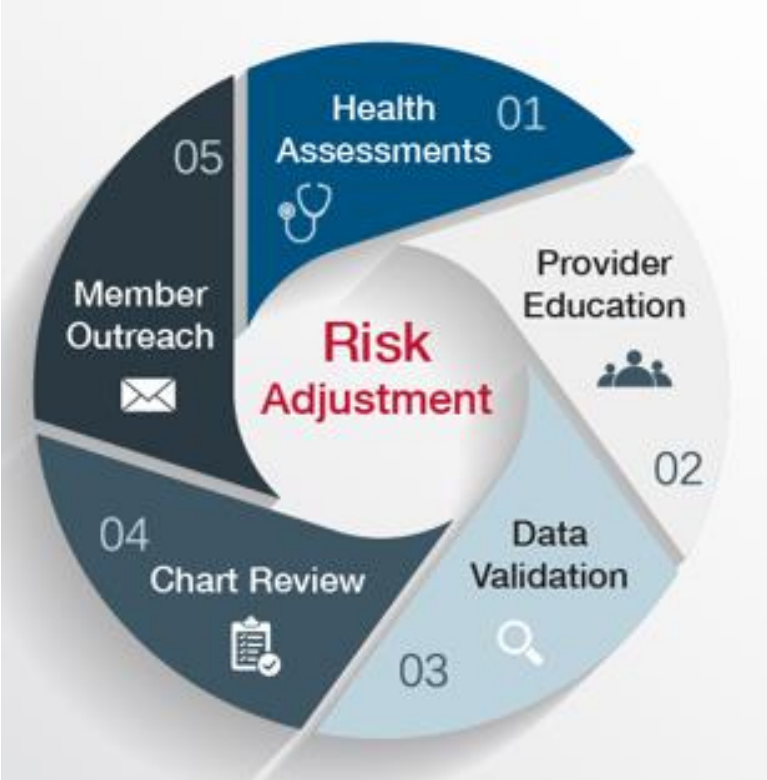 Health
Assessments
01
Provider
Education
02
Data
Validation
03
04
Chart Review
05
Member
Outreach
Risk
Adjustment